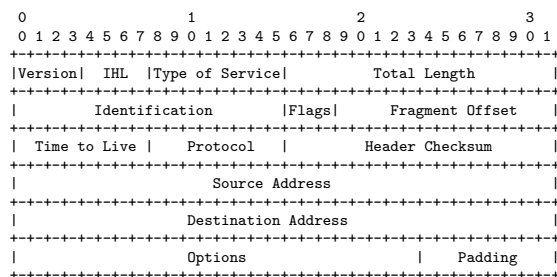 0                   1                   2                   3
0 1 2 3 4 5 6 7 8 9 0 1 2 3 4 5 6 7 8 9 0 1 2 3 4 5 6 7 8 9 0 1
+-+-+-+-+-+-+-+-+-+-+-+-+-+-+-+-+-+-+-+-+-+-+-+-+-+-+-+-+-+-+-+-+
|Version|  IHL  |Type of Service|          Total Length         |
+-+-+-+-+-+-+-+-+-+-+-+-+-+-+-+-+-+-+-+-+-+-+-+-+-+-+-+-+-+-+-+-+
|         Identification        |Flags|      Fragment Offset    |
+-+-+-+-+-+-+-+-+-+-+-+-+-+-+-+-+-+-+-+-+-+-+-+-+-+-+-+-+-+-+-+-+
|  Time to Live |    Protocol   |         Header Checksum       |
+-+-+-+-+-+-+-+-+-+-+-+-+-+-+-+-+-+-+-+-+-+-+-+-+-+-+-+-+-+-+-+-+
|                       Source Address                          |
+-+-+-+-+-+-+-+-+-+-+-+-+-+-+-+-+-+-+-+-+-+-+-+-+-+-+-+-+-+-+-+-+
|                    Destination Address                        |
+-+-+-+-+-+-+-+-+-+-+-+-+-+-+-+-+-+-+-+-+-+-+-+-+-+-+-+-+-+-+-+-+
|                    Options                    |    Padding    |
+-+-+-+-+-+-+-+-+-+-+-+-+-+-+-+-+-+-+-+-+-+-+-+-+-+-+-+-+-+-+-+-+